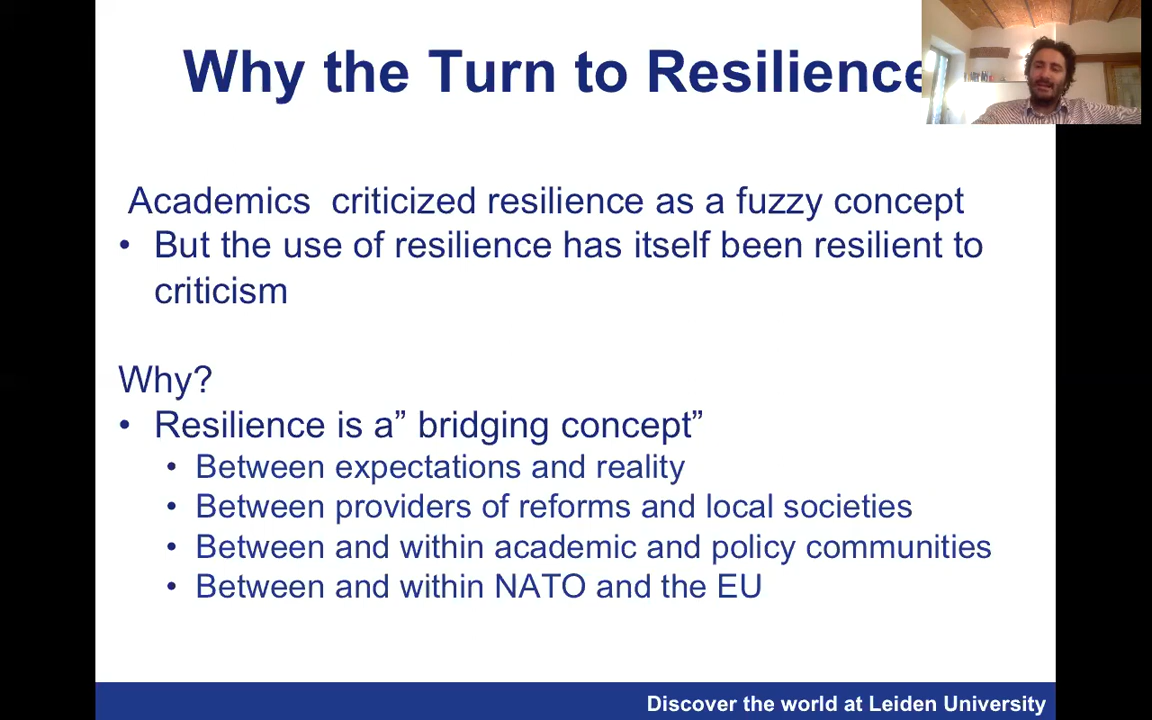 Why the Turn to Resilience
Academics criticized resilience as a fuzzy concept
• But the use of resilience has itself been resilient to
criticism
Why?
• Resilience is a” bridging concept”
• Between expectations and reality
• Between providers of reforms and local societies
• Between and within academic and policy communities
• Between and within NATO and the EU
Discover the world at Leiden University